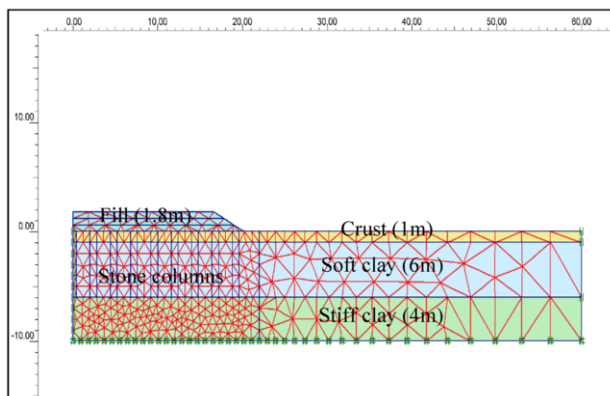 0.00 10.00 20.00 30.00 40.00 50.00 60.00
10.00
Fill (1.8m)
0.00
Crust (1m)
Soft clay (6m)
Stone columns
Stiff clay (4m)
-10.00